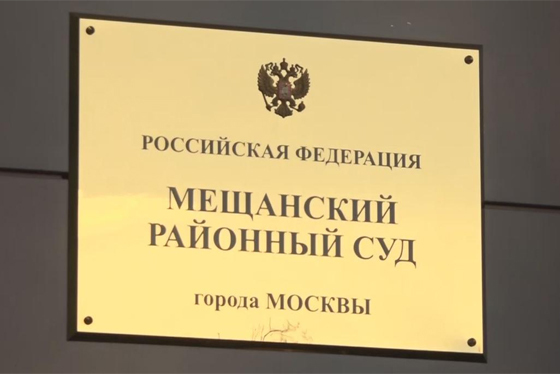 РОССИЙСКАЯ ФЕДЕРАЦИЯ
МЕЩАНСКИЙ
РАЙОННЫЙ СУД
города МОСКВЫ